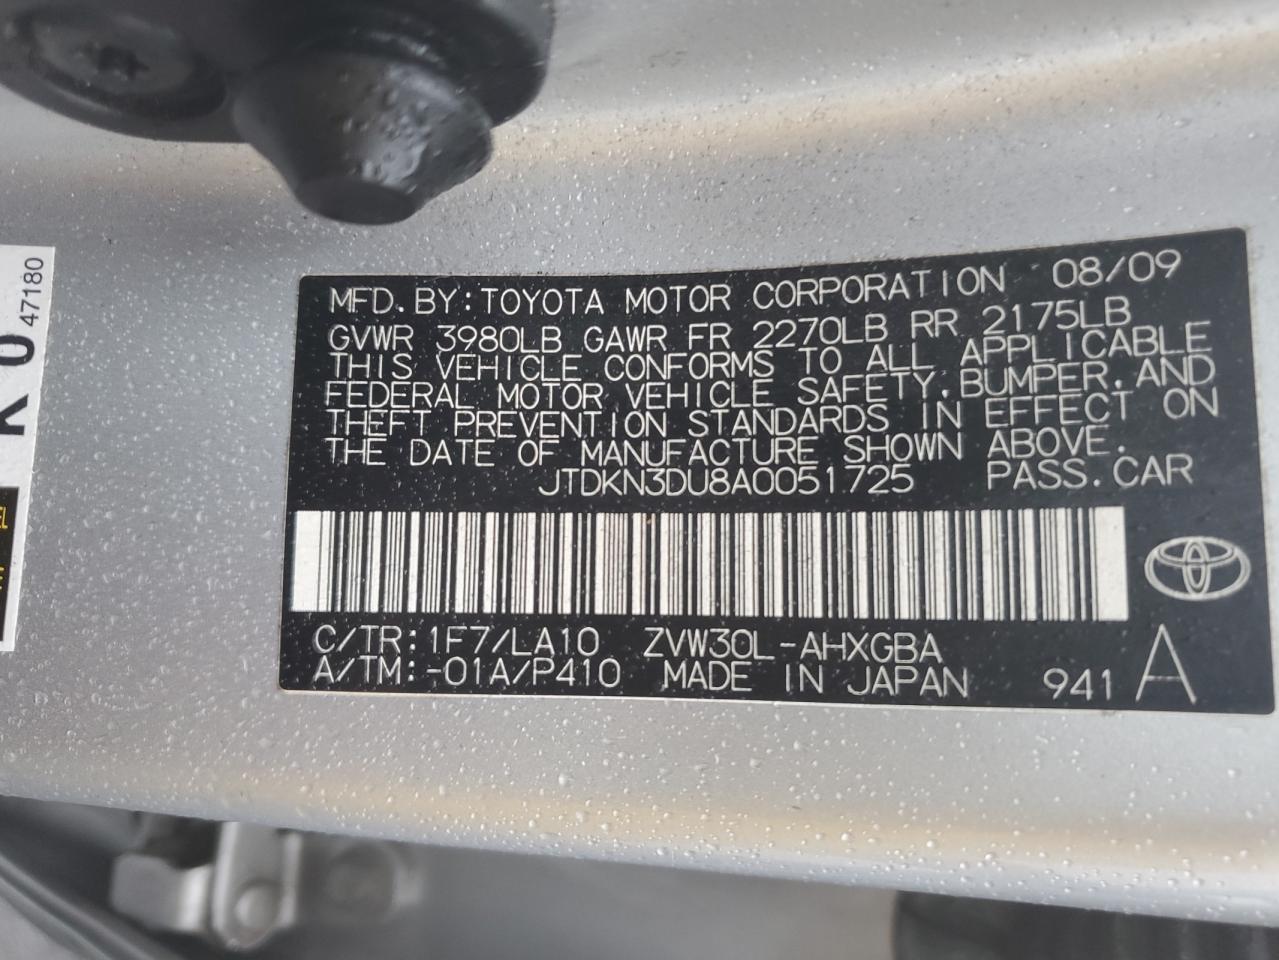 MFD. BY: TOYOTA MOTOR CORPORATION 08/09
GVWR 3980LB GAWR FR 2270LB RR 2175LB
THIS VEHICLE CONFORMS TO ALL APPLICABLE
FEDERAL MOTOR VEHICLE SAFETY, BUMPER, AND
THEFT PREVENTION STANDARDS IN EFFECT ON
THE DATE OF MANUFACTURE SHOWN ABOVE.
JTDKN3DU8A0051725 PASS. CAR
C/TR: 1F7/LA10 ZVW30L-AHXGBA
A/TM: -01A/P410 MADE IN JAPAN 941 A
47180
K 0